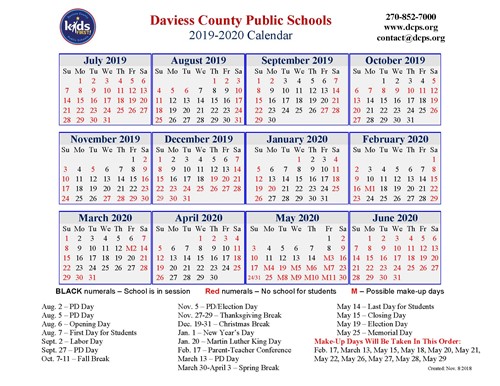 kids
FIRST!
Daviess County Public Schools
2019-2020 Calendar
270-852-7000
www.dcps.org
contact@dcps.org
July 2019
Su Mo Tu We Th Fr Sa
1 2 3 4 5 6
7 8 9 10 11 12 13
14 15 16 17 18 19 20
21 22 23 24 25 26 27
28 29 30 31
August 2019
Su Mo Tu We Th Fr Sa
1 2 3
4 5 6 7 8 9 10
11 12 13 14 15 16 17
18 19 20 21 22 23 24
25 26 27 28 29 30 31
September 2019
Su Mo Tu We Th Fr Sa
1 2 3 4 5 6 7
8 9 10 11 12 13 14
15 16 17 18 19 20 21
22 23 24 25 26 27 28
29 30
October 2019
Su Mo Tu We Th Fr Sa
1 2 3 4 5
6 7 8 9 10 11 12
13 14 15 16 17 18 19
20 21 22 23 24 25 26
27 28 29 30 31
November 2019
Su Mo Tu We Th Fr Sa
1 2
3 4 5 6 7 8 9
10 11 12 13 14 15 16
17 18 19 20 21 22 23
24 25 26 27 28 29 30
December 2019
Su Mo Tu We Th Fr Sa
1 2 3 4 5 6 7
8 9 10 11 12 13 14
15 16 17 18 19 20 21
22 23 24 25 26 27 28
29 30 31
January 2020
Su Mo Tu We Th Fr Sa
1 2 3 4
5 6 7 8 9 10 11
12 13 14 15 16 17 18
19 20 21 22 23 24 25
26 27 28 29 30 31
February 2020
Su Mo Tu We Th Fr Sa
1
2 3 4 5 6 7 8
9 10 11 12 13 14 15
16 M1 18 19 20 21 22
23 24 25 26 27 28 29
March 2020
Su Mo Tu We Th Fr Sa
1 2 3 4 5 6 7
8 9 10 11 12 M2 14
15 16 17 18 19 20 21
22 23 24 25 26 27 28
29 30 31
April 2020
Su Mo Tu We Th Fr Sa
1 2 3 4
5 6 7 8 9 10 11
12 13 14 15 16 17 18
19 20 21 22 23 24 25
26 27 28 29 30
May 2020
Su Mo Tu We Th Fr Sa
1 2
3 4 5 6 7 8 9
10 11 12 13 14 M3 16
17 M4 19 M5 M6 M7 23
24/31 25 M8 M9 M10 M11 30
June 2020
Su Mo Tu We Th Fr Sa
1 2 3 4 5 6
7 8 9 10 11 12 13
14 15 16 17 18 19 20
21 22 23 24 25 26 27
28 29 30
BLACK numerals – School is in session Red numerals – No school for students M – Possible make-up days
Aug. 2 – PD Day
Aug. 5 – PD Day
Aug. 6 – Opening Day
Aug. 7 – First Day for Students
Sept. 2 – Labor Day
Sept. 27 – PD Day
Oct. 7-11 – Fall Break
Nov. 5 – PD/Election Day
Nov. 27-29 – Thanksgiving Break
Dec. 19-31 – Christmas Break
Jan. 1 – New Year's Day
Jan. 20 – Martin Luther King Day
Feb. 17 – Parent-Teacher Conference
March 13 – PD Day
March 30-April 3 – Spring Break
May 14 – Last Day for Students
May 15 – Closing Day
May 19 – Election Day
May 25 – Memorial Day
Make-Up Days Will Be Taken In This Order:
Feb. 17, March 13, May 15, May 18, May 20, May 21,
May 22, May 26, May 27, May 28, May 29
Created: Nov. 8 2018